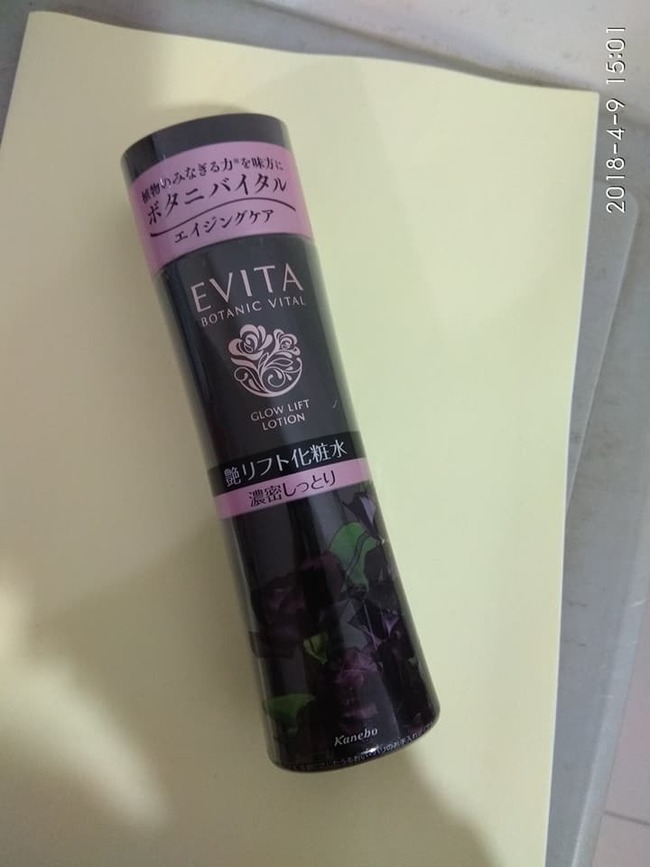 植物のみなぎる力※を味方に
ボタニバイタル
エイジングケア
EVITA
BOTANIC VITAL
GLOW LIFT
LOTION
艶リフト化粧水
濃密しっとり
Kanebo
2018-4-9 15:01